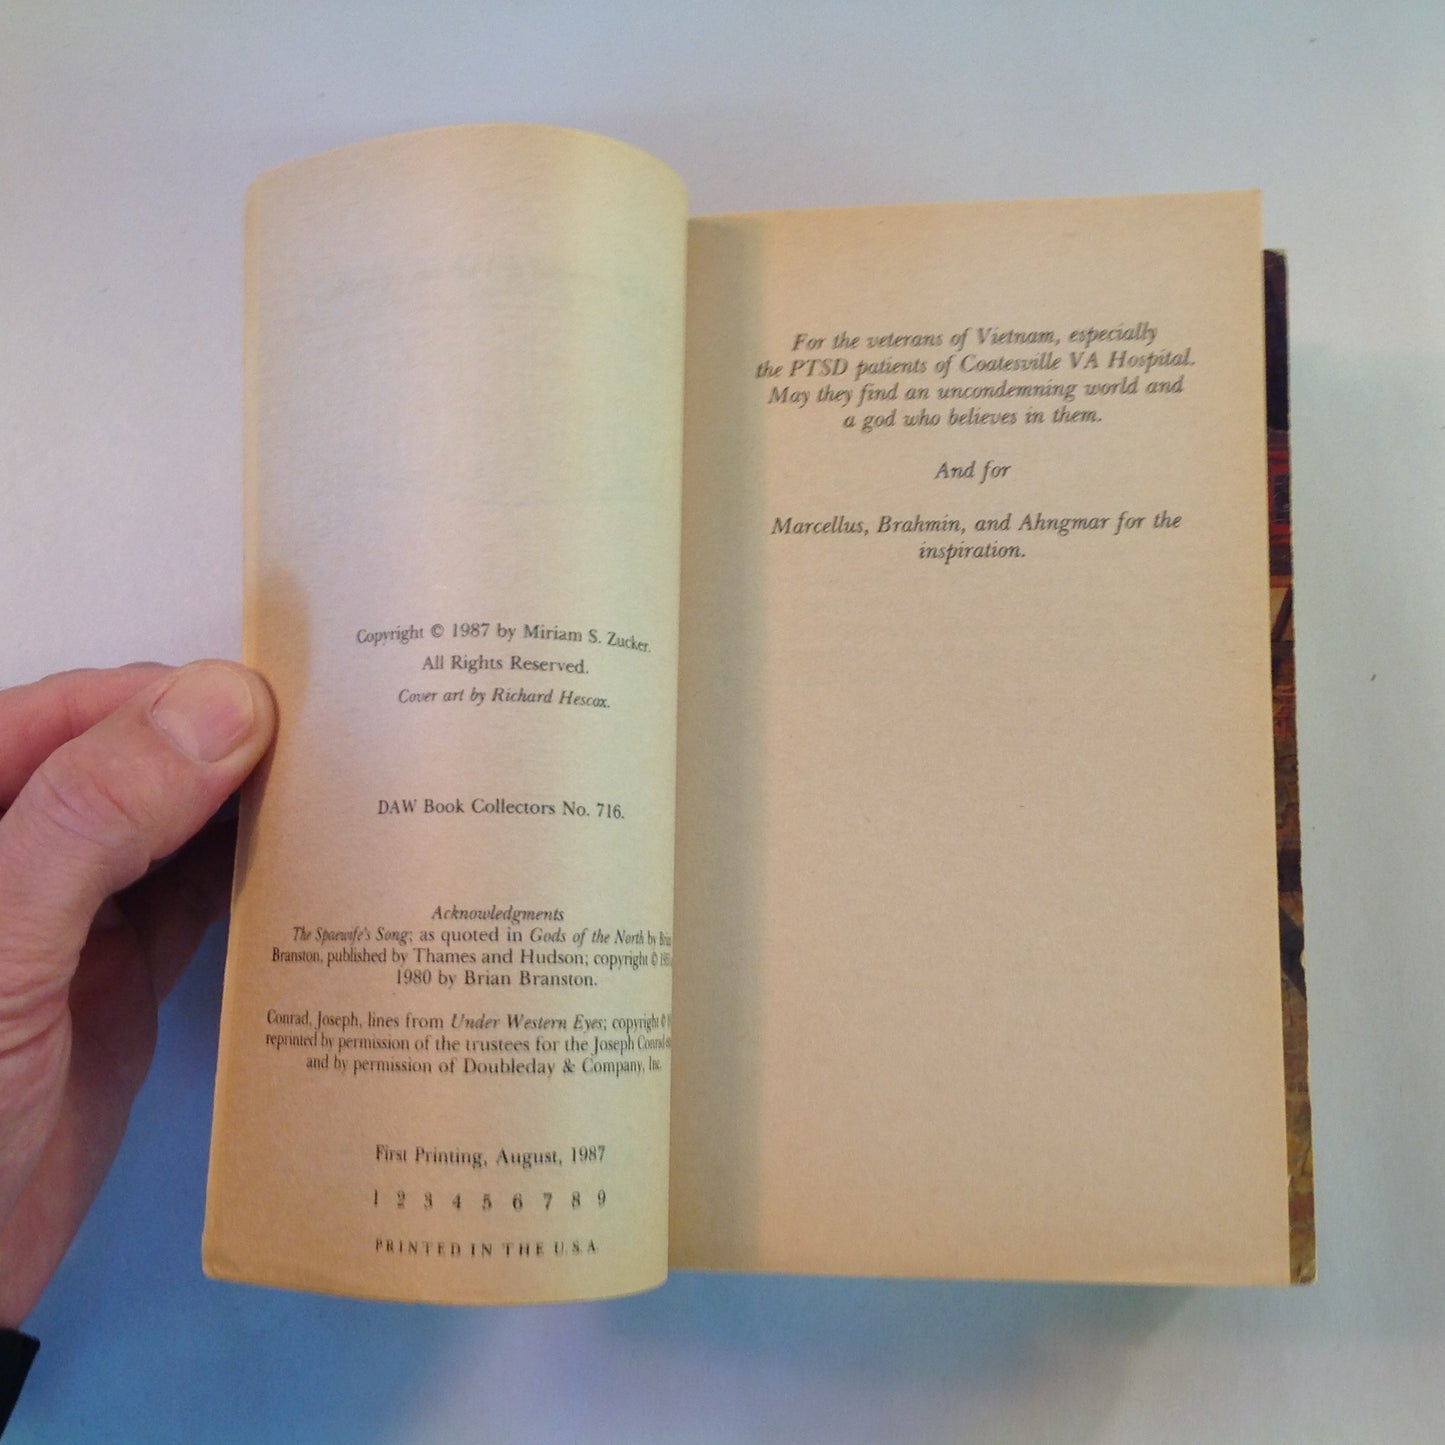 Copyright © 1987 by Miriam S. Zucker.
All Rights Reserved.
Cover art by Richard Hescox.
DAW Book Collectors No. 716.
Acknowledgments
The Spaewife's Song; as quoted in Gods of the North by
Branston, published by Thames and Hudson; copyright ©
1980 by Brian Branston.
Conrad, Joseph, lines from Under Western Eyes; copyright ©
reprinted by permission of the trustees for the Joseph Conrad
and by permission of Doubleday & Company, Inc.
First Printing, August, 1987
1 2 3 4 5 6 7 8 9
PRINTED IN THE U.S.A.
For the veterans of Vietnam, especially
the PTSD patients of Coatesville VA Hospital.
May they find an uncondemning world and
a god who believes in them.
And for
Marcellus, Brahmin, and Ahngmar for the
inspiration.